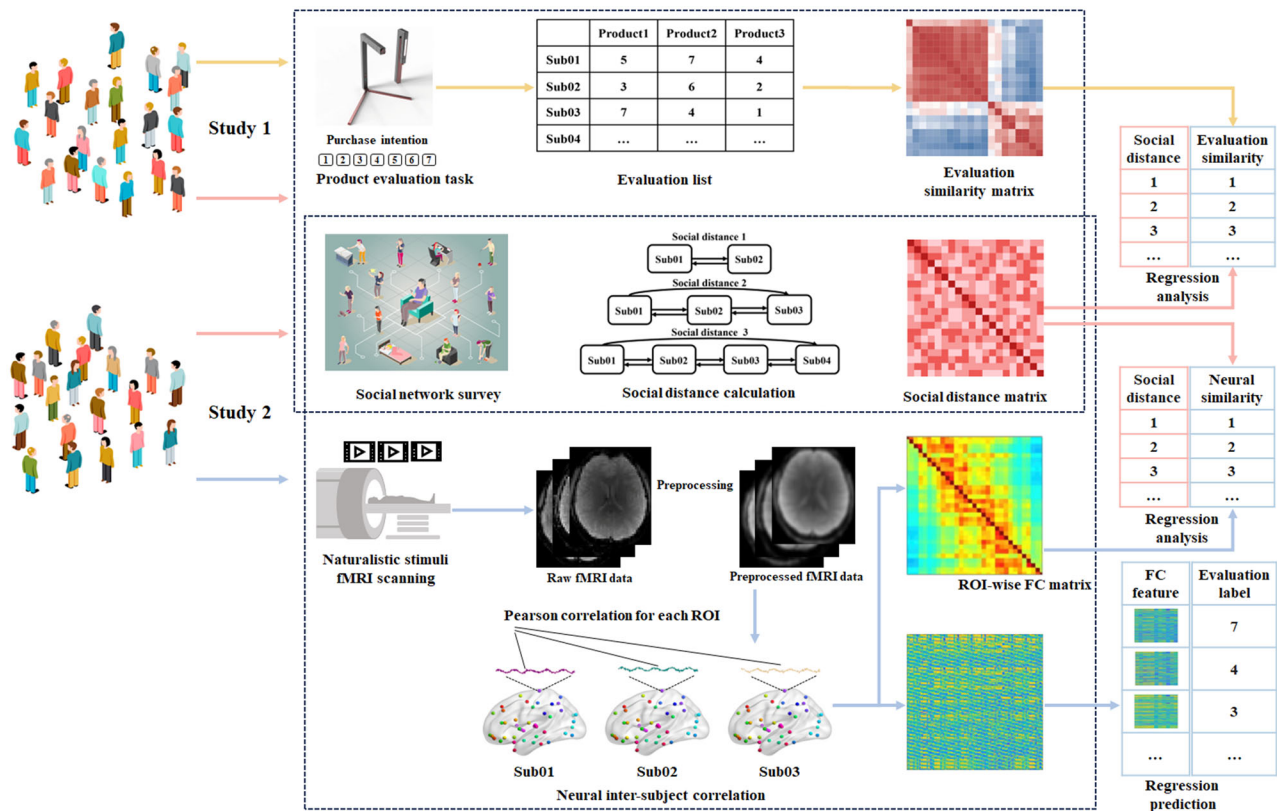 Study 1
Purchase intention
1 2 3 4 5 6 7
Product evaluation task
Product1 Product2 Product3
Sub01 5 7 4
Sub02 3 6 2
Sub03 7 4 1
Sub04 ... ... ...
Evaluation list
Evaluation
similarity matrix
Social Evaluation
distance similarity
1 1
2 2
3 3
... ...
Regression
analysis
Study 2
Social network survey
Social distance 1
Sub01 Sub02
Social distance 2
Sub01 Sub02 Sub03
Social distance 3
Sub01 Sub02 Sub03 Sub04
Social distance calculation
Social distance matrix
Social Neural
distance similarity
1 1
2 2
3 3
... ...
Regression
analysis
Naturalistic stimuli
fMRI scanning
Raw fMRI data
Preprocessing
Preprocessed fMRI data
ROI-wise FC matrix
Pearson correlation for each ROI
Sub01 Sub02 Sub03
Neural inter-subject correlation
FC Evaluation
feature label
7
4
3
... ...
Regression
prediction